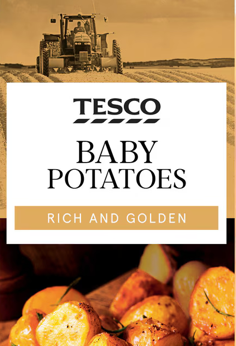 TESCO
BABY
POTATOES
RICH AND GOLDEN